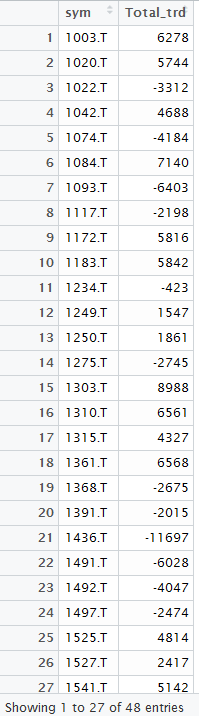 sym Total_trd
1 1003.T 6278
2 1020.T 5744
3 1022.T -3312
4 1042.T 4688
5 1074.T -4184
6 1084.T 7140
7 1093.T -6403
8 1117.T -2198
9 1172.T 5816
10 1183.T 5842
11 1234.T -423
12 1249.T 1547
13 1250.T 1861
14 1275.T -2745
15 1303.T 8988
16 1310.T 6561
17 1315.T 4327
18 1361.T 6568
19 1368.T -2675
20 1391.T -2015
21 1436.T -11697
22 1491.T -6028
23 1492.T -4047
24 1497.T -2474
25 1525.T 4814
26 1527.T 2417
27 1541.T 5142
Showing 1 to 27 of 48 entries